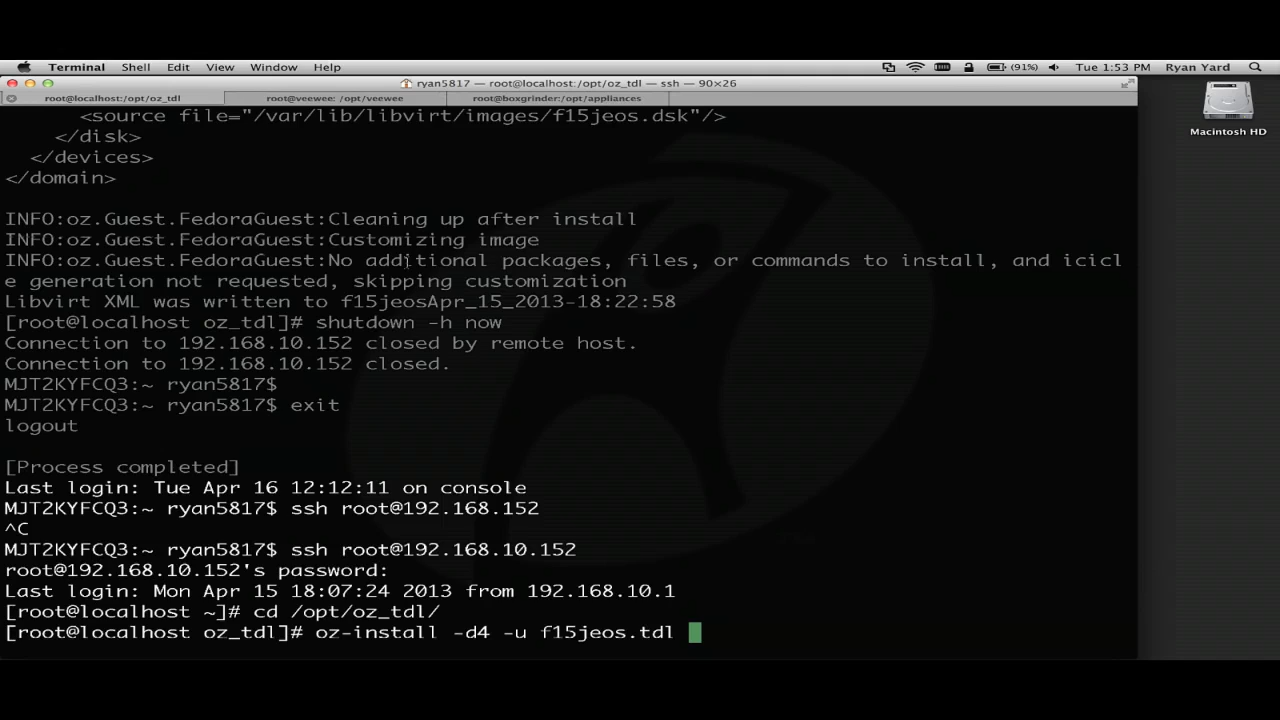 Terminal Shell Edit View Window Help (91%) Tue 1:53 PM Ryan Yard
ryan5817 — root@localhost:/opt/oz_tdl — ssh — 90×26
root@localhost:/opt/oz_tdl root@veewee: /opt/veewee root@boxgrinder:/opt/appliances
<source file="/var/lib/libvirt/images/f15jeos.dsk"/>
</disk>
</devices>
</domain>
INFO:oz.Guest.FedoraGuest:Cleaning up after install
INFO:oz.Guest.FedoraGuest:Customizing image
INFO:oz.Guest.FedoraGuest:No additional packages, files, or commands to install, and icicl
e generation not requested, skipping customization
Libvirt XML was written to f15jeosApr_15_2013-18:22:58
[root@localhost oz_tdl]# shutdown -h now
Connection to 192.168.10.152 closed by remote host.
Connection to 192.168.10.152 closed.
MJT2KYFCQ3:~ ryan5817$
MJT2KYFCQ3:~ ryan5817$ exit
logout
[Process completed]
Last login: Tue Apr 16 12:12:11 on console
MJT2KYFCQ3:~ ryan5817$ ssh root@192.168.152
^C
MJT2KYFCQ3:~ ryan5817$ ssh root@192.168.10.152
root@192.168.10.152's password:
Last login: Mon Apr 15 18:07:24 2013 from 192.168.10.1
[root@localhost ~]# cd /opt/oz_tdl/
[root@localhost oz_tdl]# oz-install -d4 -u f15jeos.tdl
Macintosh HD